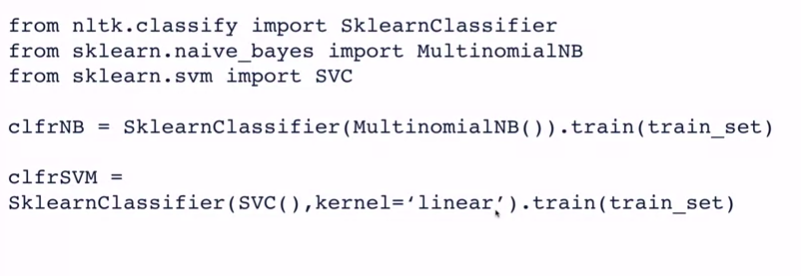 from nltk.classify import SklearnClassifier
from sklearn.naive_bayes import MultinomialNB
from sklearn.svm import SVC
clfrNB = SklearnClassifier(MultinomialNB()).train(train_set)
clfrSVM =
SklearnClassifier(SVC(),kernel=‘linear’).train(train_set)